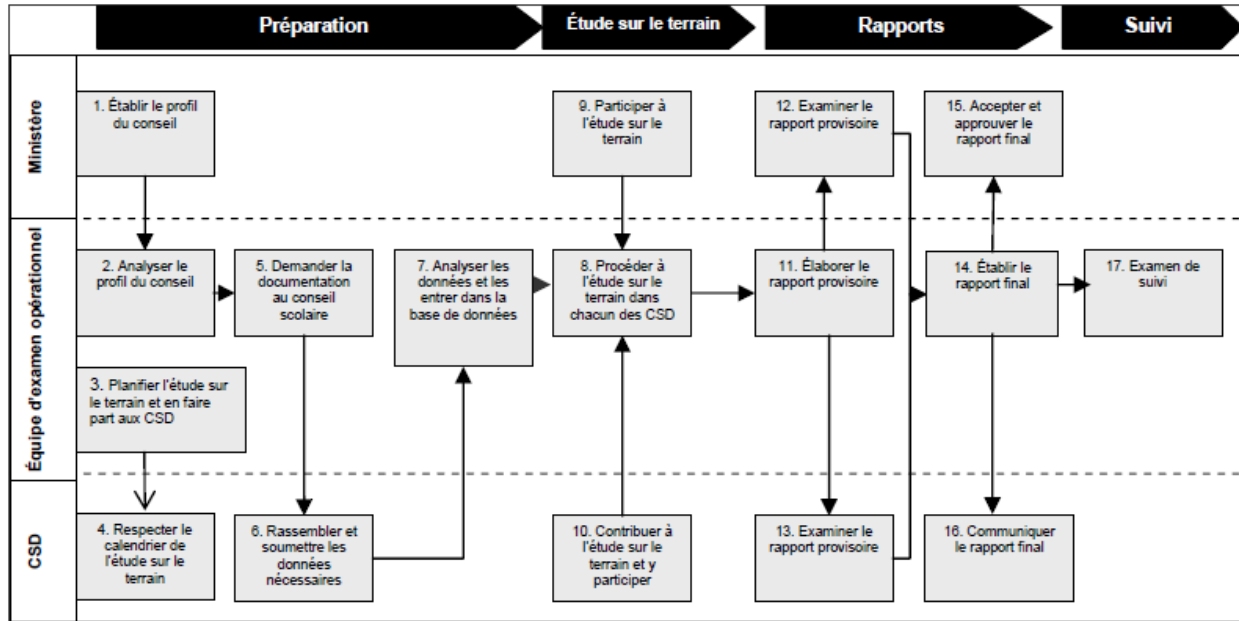 Préparation
Étude sur le terrain
Rapports
Suivi
Ministère
1. Établir le profil
du conseil
9. Participer à
l'étude sur le
terrain
12. Examiner le
rapport provisoire
15. Accepter et
approuver le
rapport final
Équipe d'examen opérationnel
2. Analyser le
profil du conseil
5. Demander la
documentation
au conseil
scolaire
7. Analyser les
données et les
entrer dans la
base de données
8. Procéder à
l'étude sur le
terrain dans
chacun des CSD
11. Élaborer le
rapport provisoire
14. Établir le
rapport final
17. Examen de
suivi
3. Planifier l'étude sur
le terrain et en faire
part aux CSD
CSD
4. Respecter le
calendrier de
l'étude sur le
terrain
6. Rassembler et
soumettre les
données
nécessaires
10. Contribuer à
l'étude sur le
terrain et y
participer
13. Examiner le
rapport provisoire
16. Communiquer
le rapport final